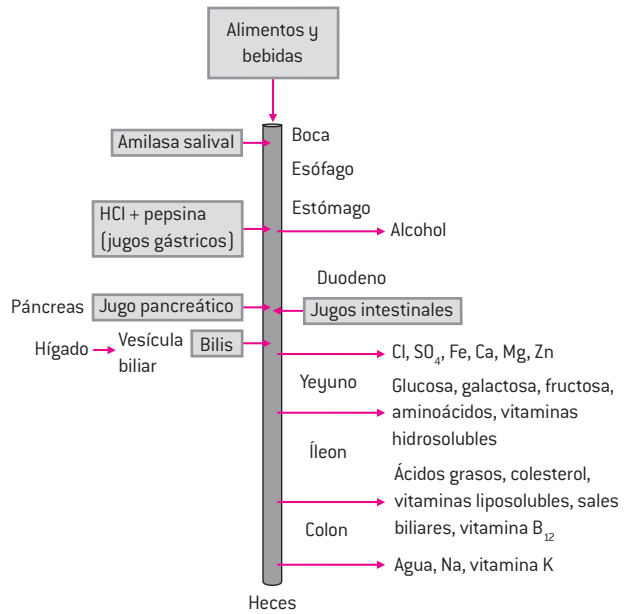 Alimentos y
bebidas
Boca
Amilasa salival
Esófago
Estómago
HCl + pepsina
(jugos gástricos)
Alcohol
Duodeno
Páncreas
Jugo pancreático
Jugos intestinales
Hígado
Vesícula
biliar
Bilis
Cl, SO₄, Fe, Ca, Mg, Zn
Yeyuno
Glucosa, galactosa, fructosa,
aminoácidos, vitaminas
hidrosolubles
Íleon
Ácidos grasos, colesterol,
vitaminas liposolubles, sales
biliares, vitamina B₁₂
Colon
Agua, Na, vitamina K
Heces